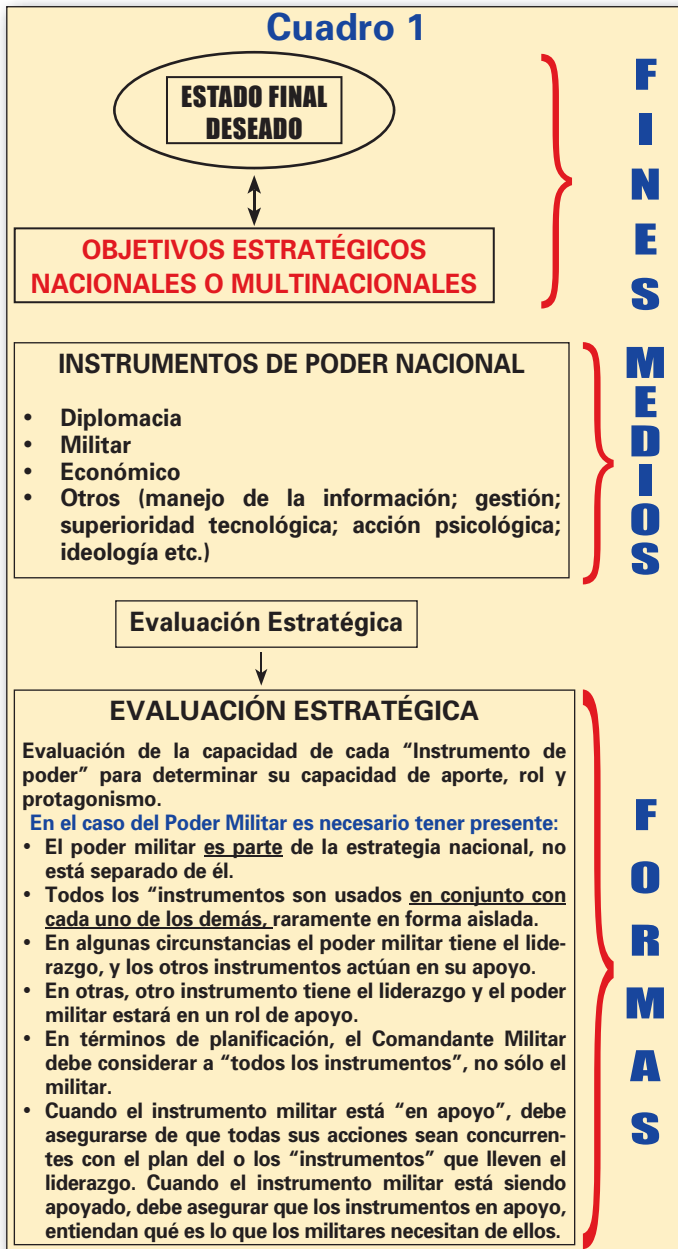 Cuadro 1
ESTADO FINAL
DESEADO
OBJETIVOS ESTRATÉGICOS
NACIONALES O MULTINACIONALES
FINES
INSTRUMENTOS DE PODER NACIONAL
• Diplomacia
• Militar
• Económico
• Otros (manejo de la información; gestión;
superioridad tecnológica; acción psicológica;
ideología etc.)
MEDIOS
Evaluación Estratégica
EVALUACIÓN ESTRATÉGICA
Evaluación de la capacidad de cada “Instrumento de
poder” para determinar su capacidad de aporte, rol y
protagonismo.
En el caso del Poder Militar es necesario tener presente:
• El poder militar es parte de la estrategia nacional, no
está separado de él.
• Todos los “instrumentos son usados en conjunto con
cada uno de los demás, raramente en forma aislada.
• En algunas circunstancias el poder militar tiene el lide-
razgo, y los otros instrumentos actúan en su apoyo.
• En otras, otro instrumento tiene el liderazgo y el poder
militar estará en un rol de apoyo.
• En términos de planificación, el Comandante Militar
debe considerar a “todos los instrumentos”, no sólo el
militar.
• Cuando el instrumento militar está “en apoyo”, debe
asegurarse de que todas sus acciones sean concurren-
tes con el plan del o los “instrumentos” que lleven el
liderazgo. Cuando el instrumento militar está siendo
apoyado, debe asegurar que los instrumentos en apoyo,
entiendan qué es lo que los militares necesitan de ellos.
FORMAS